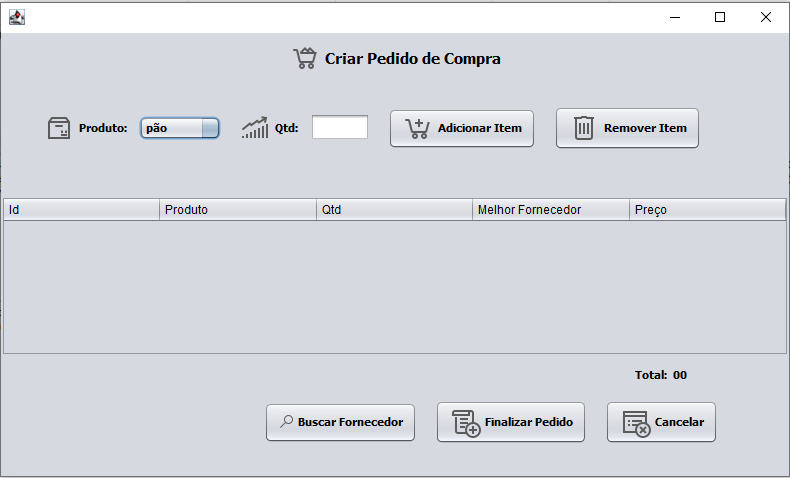 Criar Pedido de Compra
Produto: pão Qtd: Adicionar Item Remover Item
Id Produto Qtd Melhor Fornecedor Preço
Total: 00
Buscar Fornecedor Finalizar Pedido Cancelar